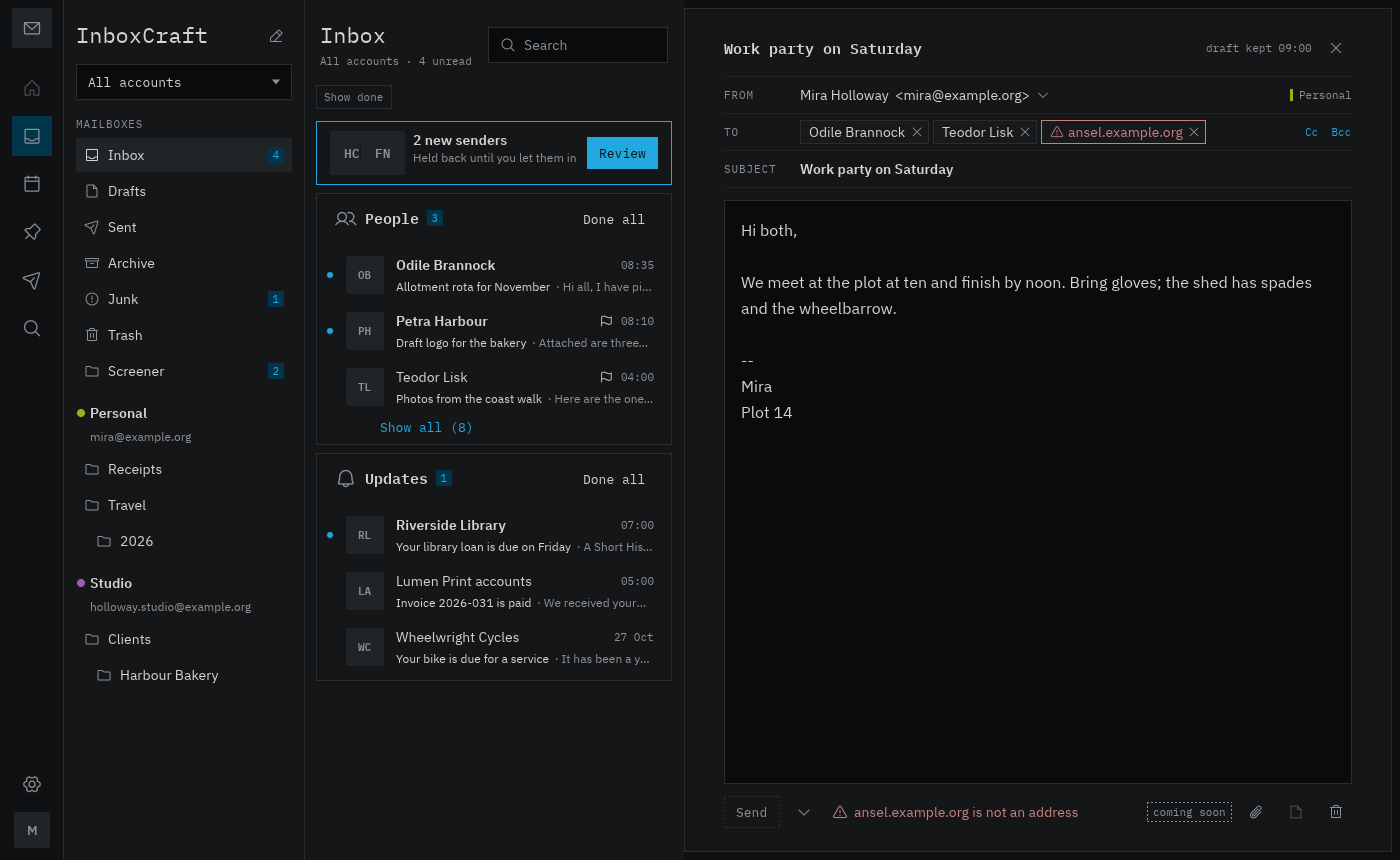 InboxCraft
All accounts
MAILBOXES
Inbox 4
Drafts
Sent
Archive
Junk 1
Trash
Screener 2
Personal
mira@example.org
Receipts
Travel
2026
Studio
holloway.studio@example.org
Clients
Harbour Bakery
M
Inbox
All accounts · 4 unread
Search
Show done
HC FN
2 new senders
Held back until you let them in
Review
People 3 Done all
OB
Odile Brannock 08:35
Allotment rota for November · Hi all, I have pi…
PH
Petra Harbour 08:10
Draft logo for the bakery · Attached are three…
TL
Teodor Lisk 04:00
Photos from the coast walk · Here are the one…
Show all (8)
Updates 1 Done all
RL
Riverside Library 07:00
Your library loan is due on Friday · A Short His…
LA
Lumen Print accounts 05:00
Invoice 2026-031 is paid · We received your…
WC
Wheelwright Cycles 27 Oct
Your bike is due for a service · It has been a y…
Work party on Saturday draft kept 09:00
FROM Mira Holloway <mira@example.org> Personal
TO Odile Brannock Teodor Lisk ansel.example.org Cc Bcc
SUBJECT Work party on Saturday
Hi both,
We meet at the plot at ten and finish by noon. Bring gloves; the shed has spades
and the wheelbarrow.
--
Mira
Plot 14
Send ansel.example.org is not an address coming soon